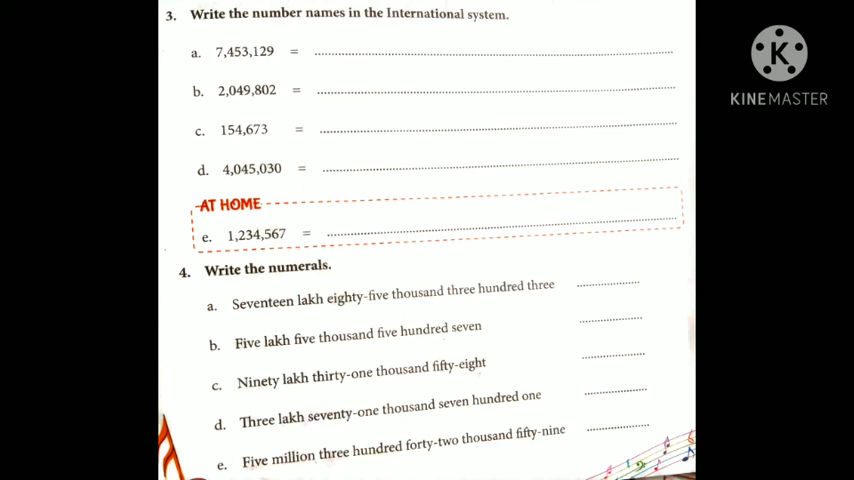 3. Write the number names in the International system.
a. 7,453,129 = ........................
b. 2,049,802 = ........................
c. 154,673 = ........................
d. 4,045,030 = ........................
AT HOME
e. 1,234,567 = ........................
4. Write the numerals.
a. Seventeen lakh eighty-five thousand three hundred three ..................
b. Five lakh five thousand five hundred seven ..................
c. Ninety lakh thirty-one thousand fifty-eight ..................
d. Three lakh seventy-one thousand seven hundred one ..................
e. Five million three hundred forty-two thousand fifty-nine ..................
K
KINEMASTER